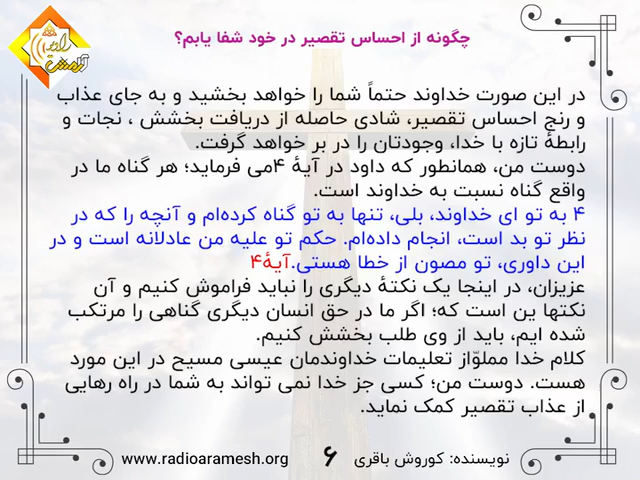 چگونه از احساس تقصیر در خود شفا یابم؟
در این صورت خداوند حتماً شما را خواهد بخشید و به جای عذاب
و رنج احساس تقصیر، شادی حاصله از دریافت بخشش ، نجات و
رابطهٔ تازه با خدا، وجودتان را در بر خواهد گرفت.
دوست من، همانطور که داود در آیهٔ ۴می فرماید؛ هر گناه ما در
واقع گناه نسبت به خداوند است.
۴ به تو ای خداوند، بلی، تنها به تو گناه کرده‌ام و آنچه را که در
نظر تو بد است، انجام داده‌ام. حکم تو علیه من عادلانه است و در
این داوری، تو مصون از خطا هستی.آیهٔ۴
عزیزان، در اینجا یک نکتهٔ دیگری را نباید فراموش کنیم و آن
نکتها ین است که؛ اگر ما در حق انسان دیگری گناهی را مرتکب
شده ایم، باید از وی طلب بخشش کنیم.
کلام خدا مملوّاز تعلیمات خداوندمان عیسی مسیح در این مورد
هست. دوست من؛ کسی جز خدا نمی تواند به شما در راه رهایی
از عذاب تقصیر کمک نماید.
نویسنده: کوروش باقری ۶ www.radioaramesh.org